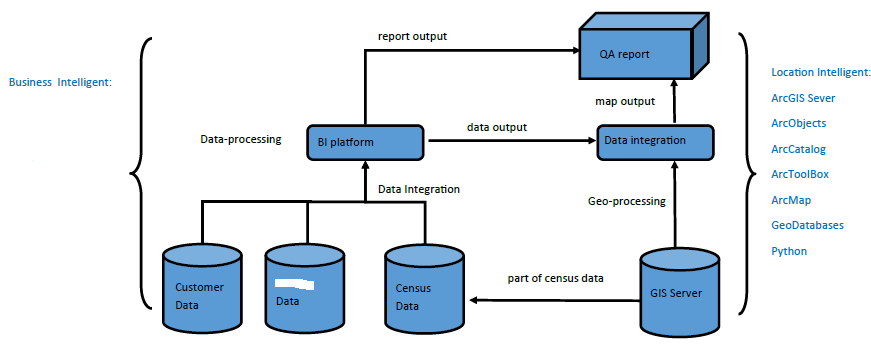 report output
QA report
Business Intelligent:
Location Intelligent:
ArcGIS Sever
map output
ArcObjects
Data-processing
BI platform
data output
Data integration
ArcCatalog
ArcToolBox
Data Integration
Geo-processing
ArcMap
GeoDatabases
Python
Customer
Data
Data
Census
Data
part of census data
GIS Server